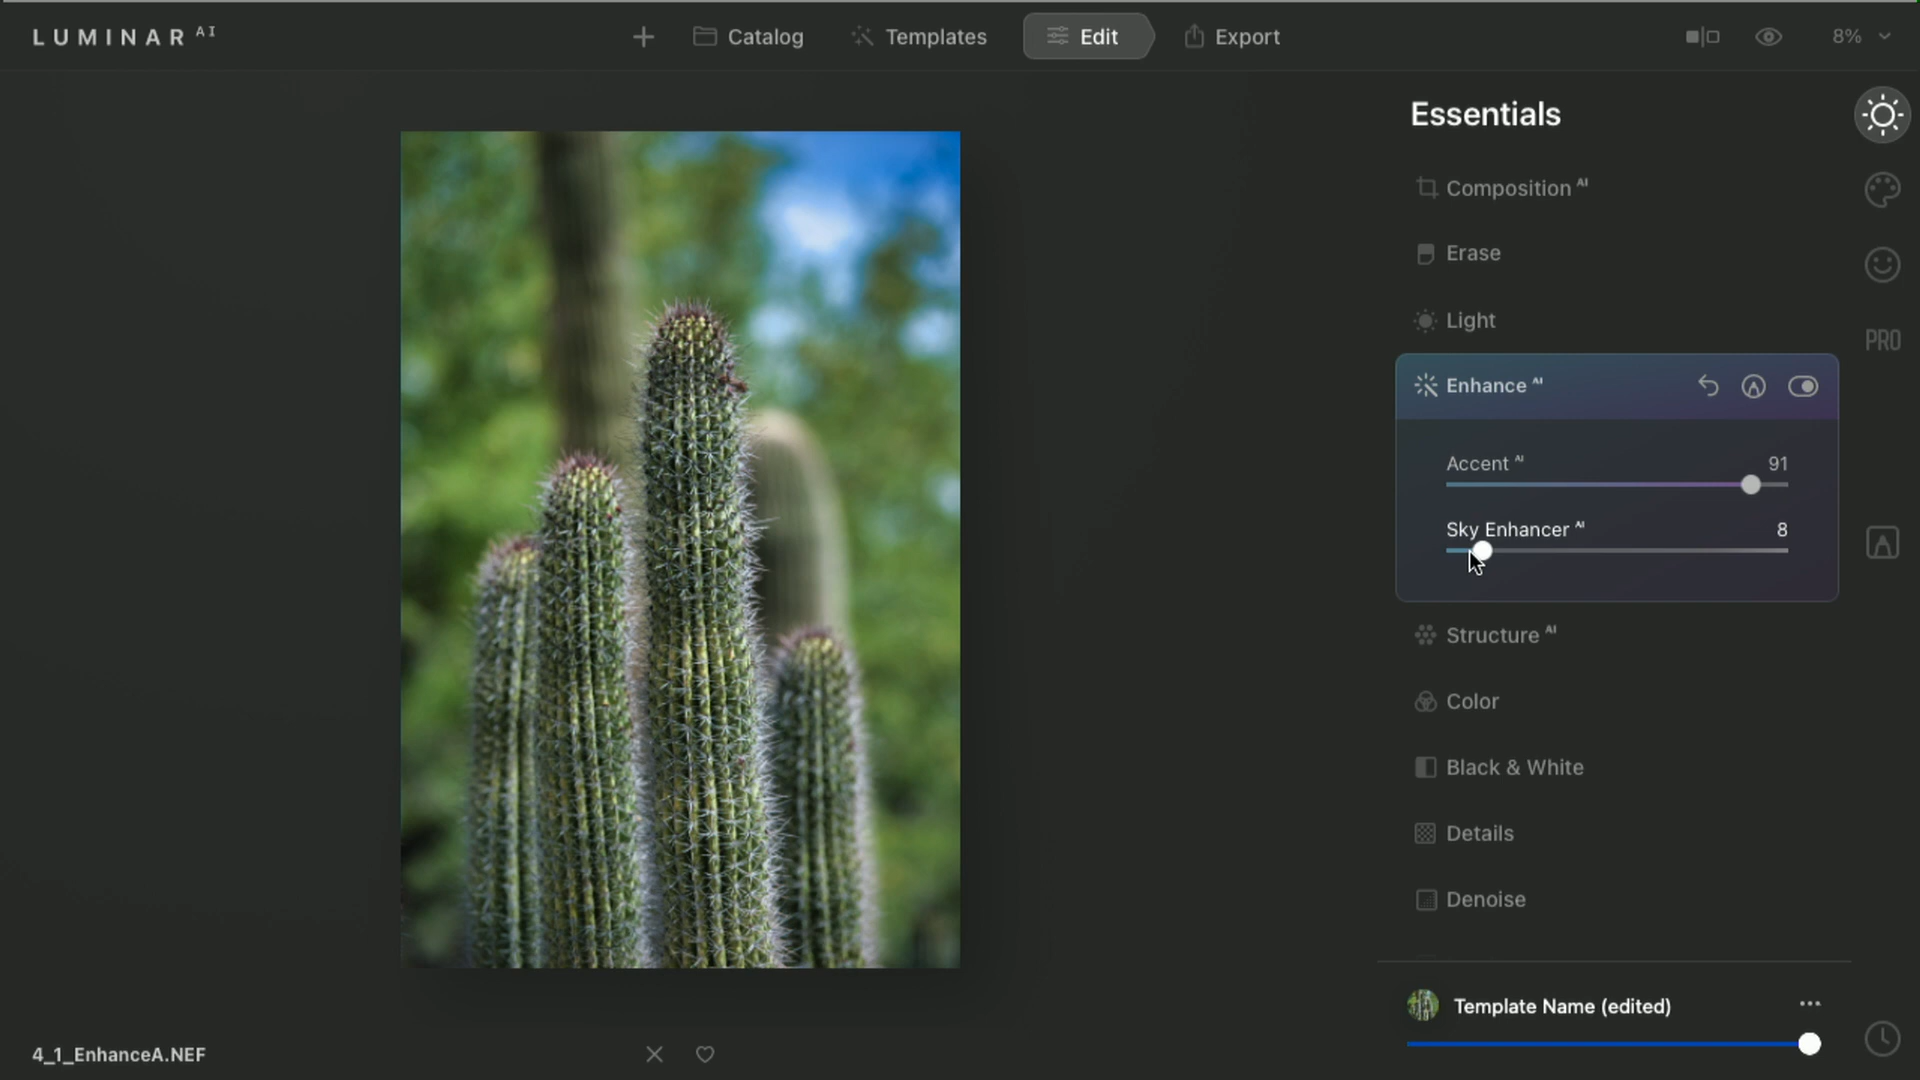 LUMINAR AI
Catalog
Templates
Edit
Export
8%
Essentials
Composition AI
Erase
Light
PRO
Enhance AI
Accent AI
91
Sky Enhancer AI
8
Structure AI
Color
Black & White
Details
Denoise
Template Name (edited)
4_1_EnhanceA.NEF